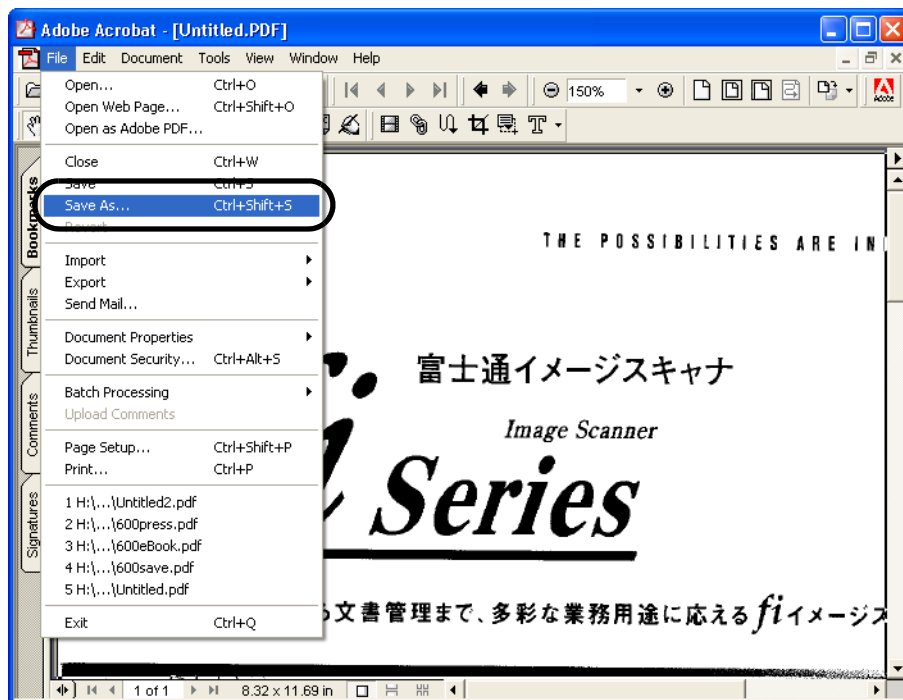 Adobe Acrobat - [Untitled.PDF]
File Edit Document Tools View Window Help
150%
Adobe
Open... Ctrl+O
Open Web Page... Ctrl+Shift+O
Open as Adobe PDF...
Close Ctrl+W
Save Ctrl+S
Save As... Ctrl+Shift+S
Revert
Import
Export
Send Mail...
Document Properties
Document Security... Ctrl+Alt+S
Batch Processing
Upload Comments
Page Setup... Ctrl+Shift+P
Print... Ctrl+P
1 H:\...\Untitled2.pdf
2 H:\...\600press.pdf
3 H:\...\600eBook.pdf
4 H:\...\600save.pdf
5 H:\...\Untitled.pdf
Exit Ctrl+Q
Bookmarks
Thumbnails
Comments
Signatures
THE POSSIBILITIES ARE IN
富士通イメージスキャナ
Image Scanner
i Series
文書管理まで、多彩な業務用途に応える fiイメージス
1 of 1 8.32 x 11.69 in